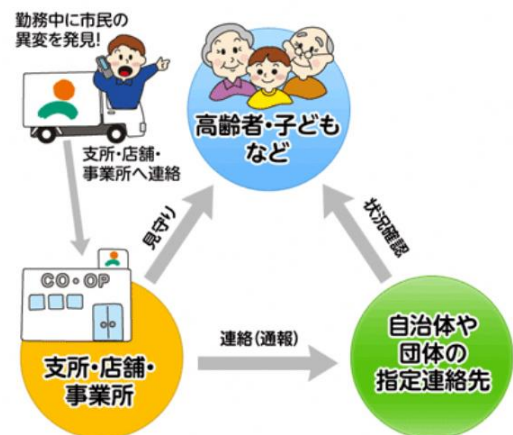 勤務中に市民の
異変を発見!
支所・店舗・
事業所へ連絡
高齢者・子ども
など
見守り
状況確認
CO・OP
支所・店舗・
事業所
連絡(通報)
自治体や
団体の
指定連絡先